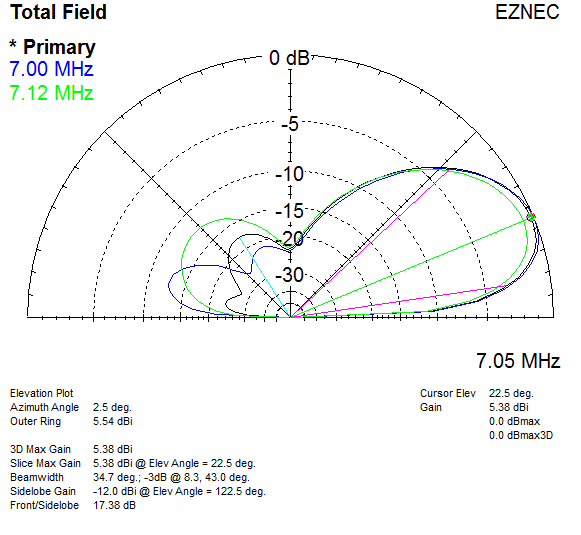 Total Field
EZNEC
* Primary
7.00 MHz
7.12 MHz
0 dB
-5
-10
-15
-20
-30
7.05 MHz
Elevation Plot
Azimuth Angle 2.5 deg.
Outer Ring 5.54 dBi
Cursor Elev 22.5 deg.
Gain 5.38 dBi
0.0 dBmax
0.0 dBmax3D
3D Max Gain 5.38 dBi
Slice Max Gain 5.38 dBi @ Elev Angle = 22.5 deg.
Beamwidth 34.7 deg.; -3dB @ 8.3, 43.0 deg.
Sidelobe Gain -12.0 dBi @ Elev Angle = 122.5 deg.
Front/Sidelobe 17.38 dB